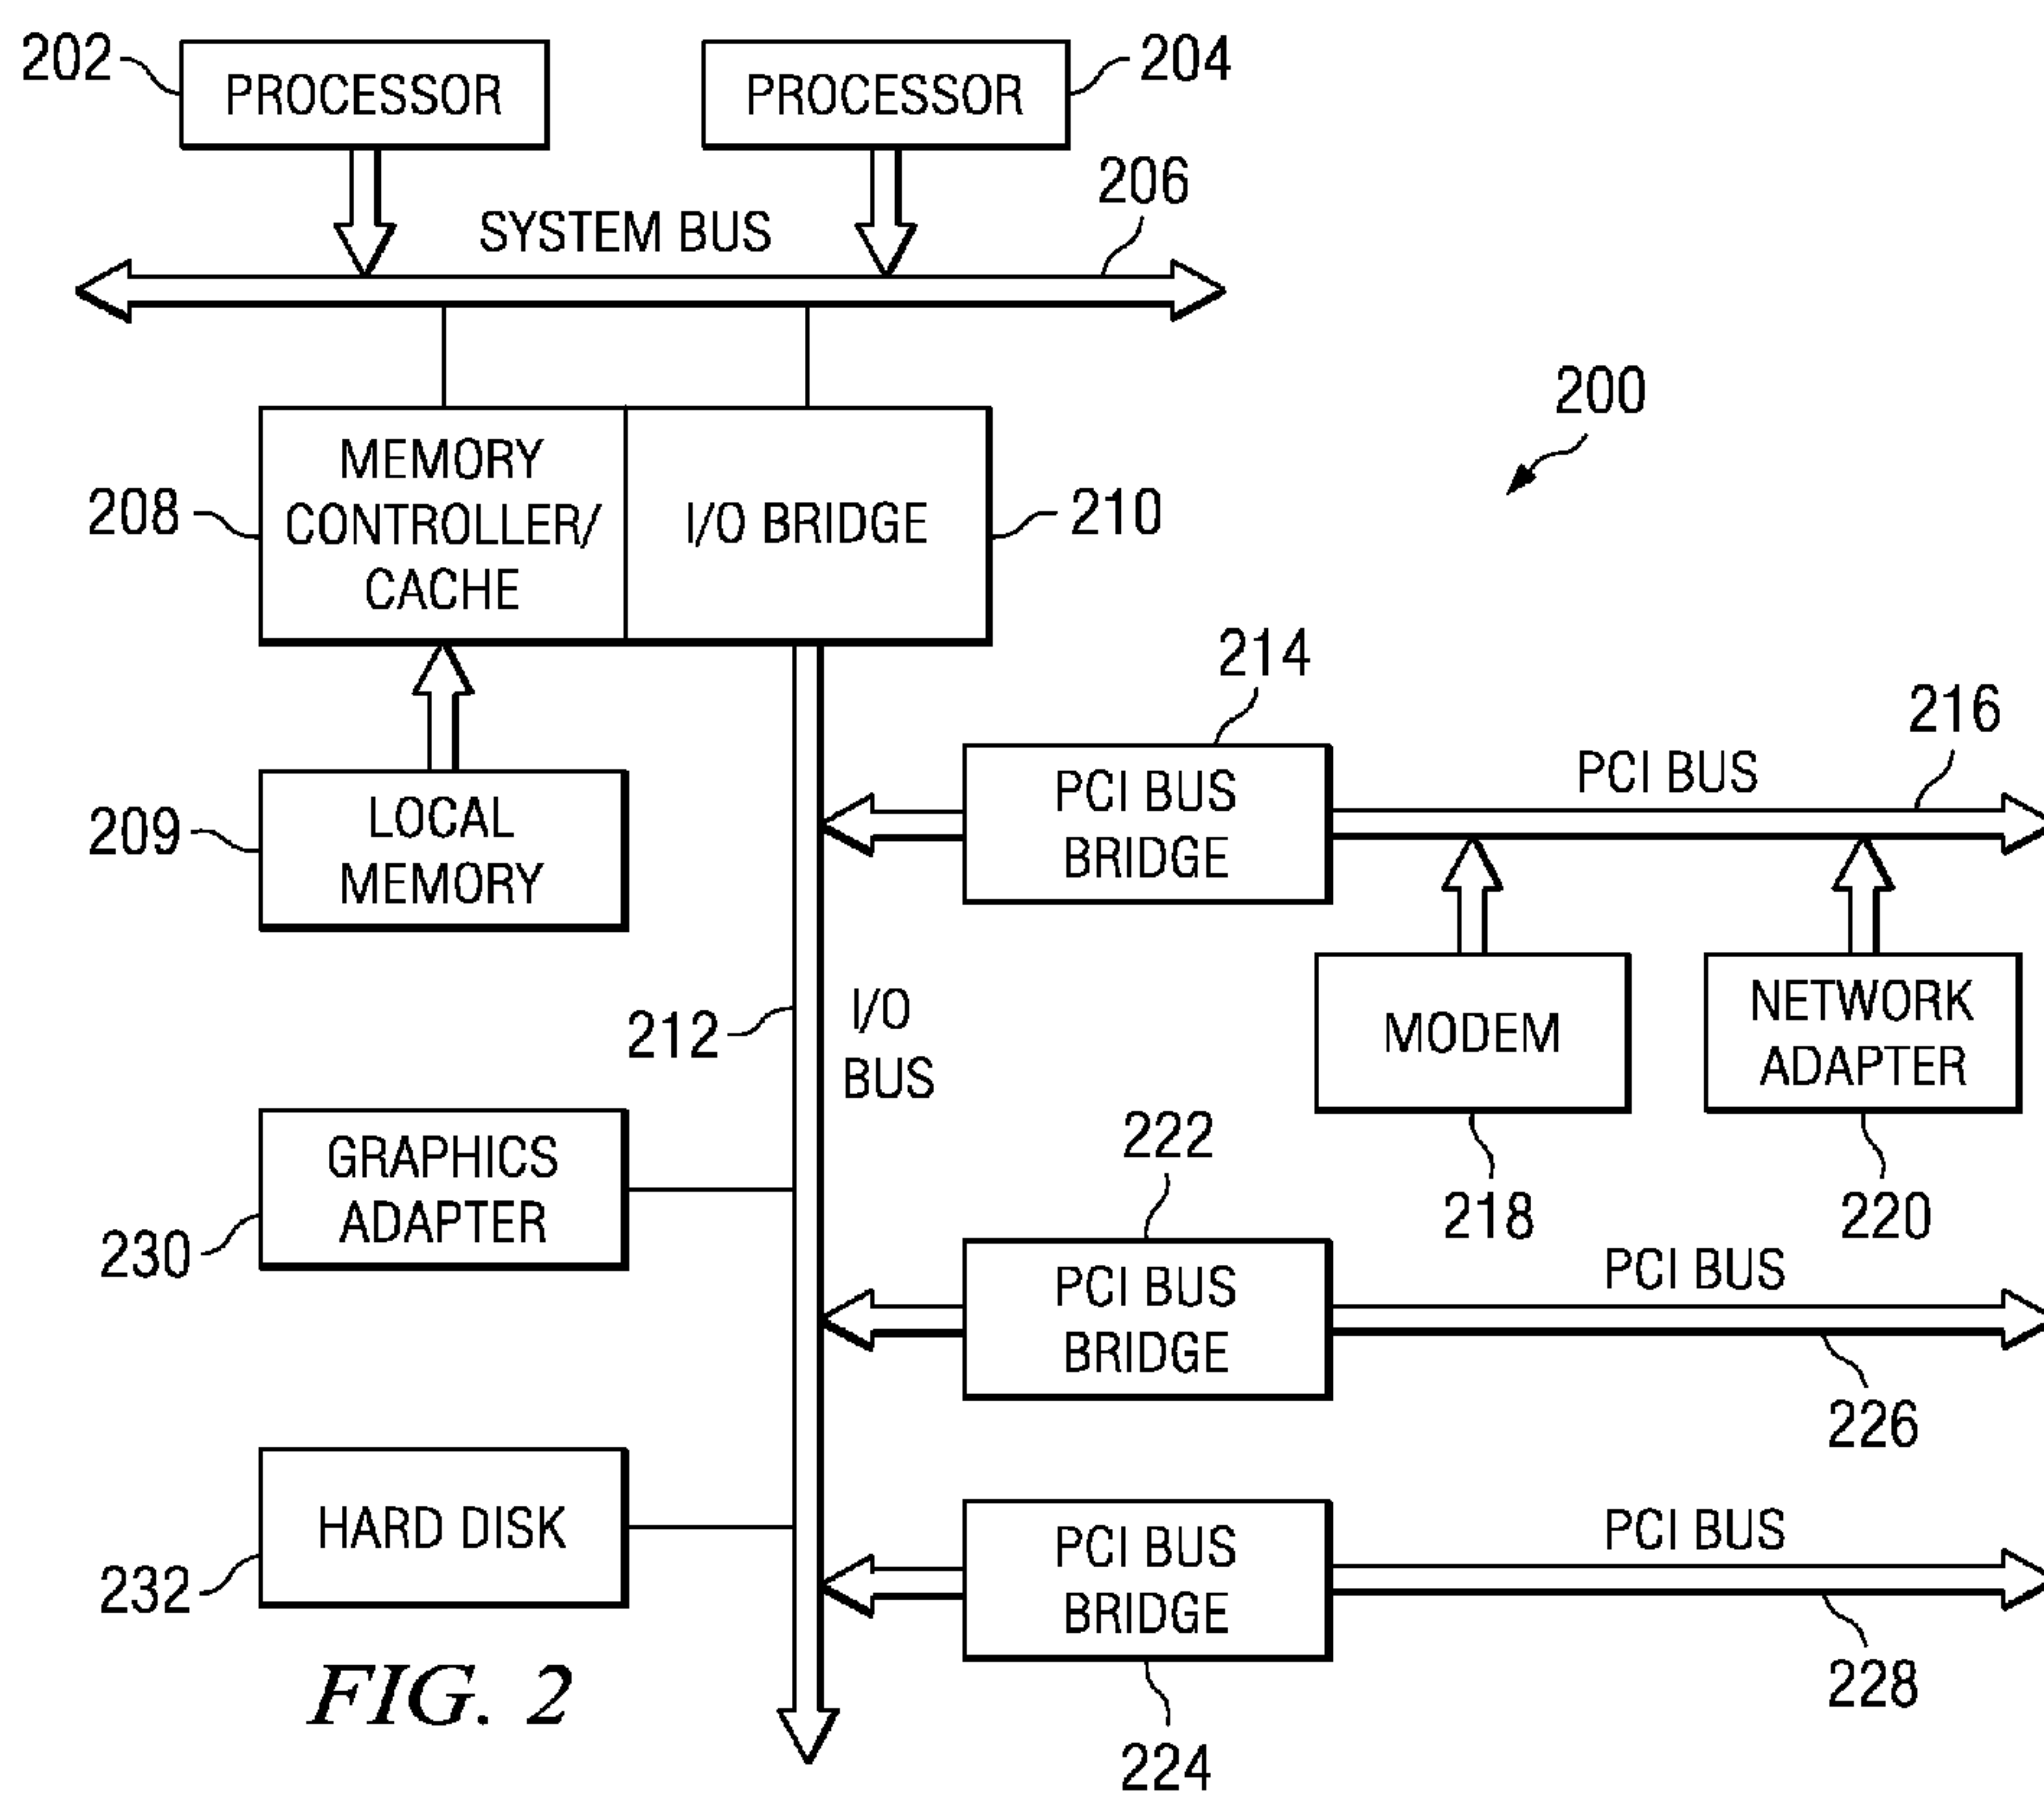 202
PROCESSOR
PROCESSOR
204
206
SYSTEM BUS
200
208
MEMORY
CONTROLLER/
CACHE
I/O BRIDGE
210
214
216
209
LOCAL
MEMORY
PCI BUS
BRIDGE
PCI BUS
212
I/O
BUS
MODEM
NETWORK
ADAPTER
218
220
230
GRAPHICS
ADAPTER
222
PCI BUS
BRIDGE
PCI BUS
226
232
HARD DISK
PCI BUS
BRIDGE
PCI BUS
228
224
FIG. 2